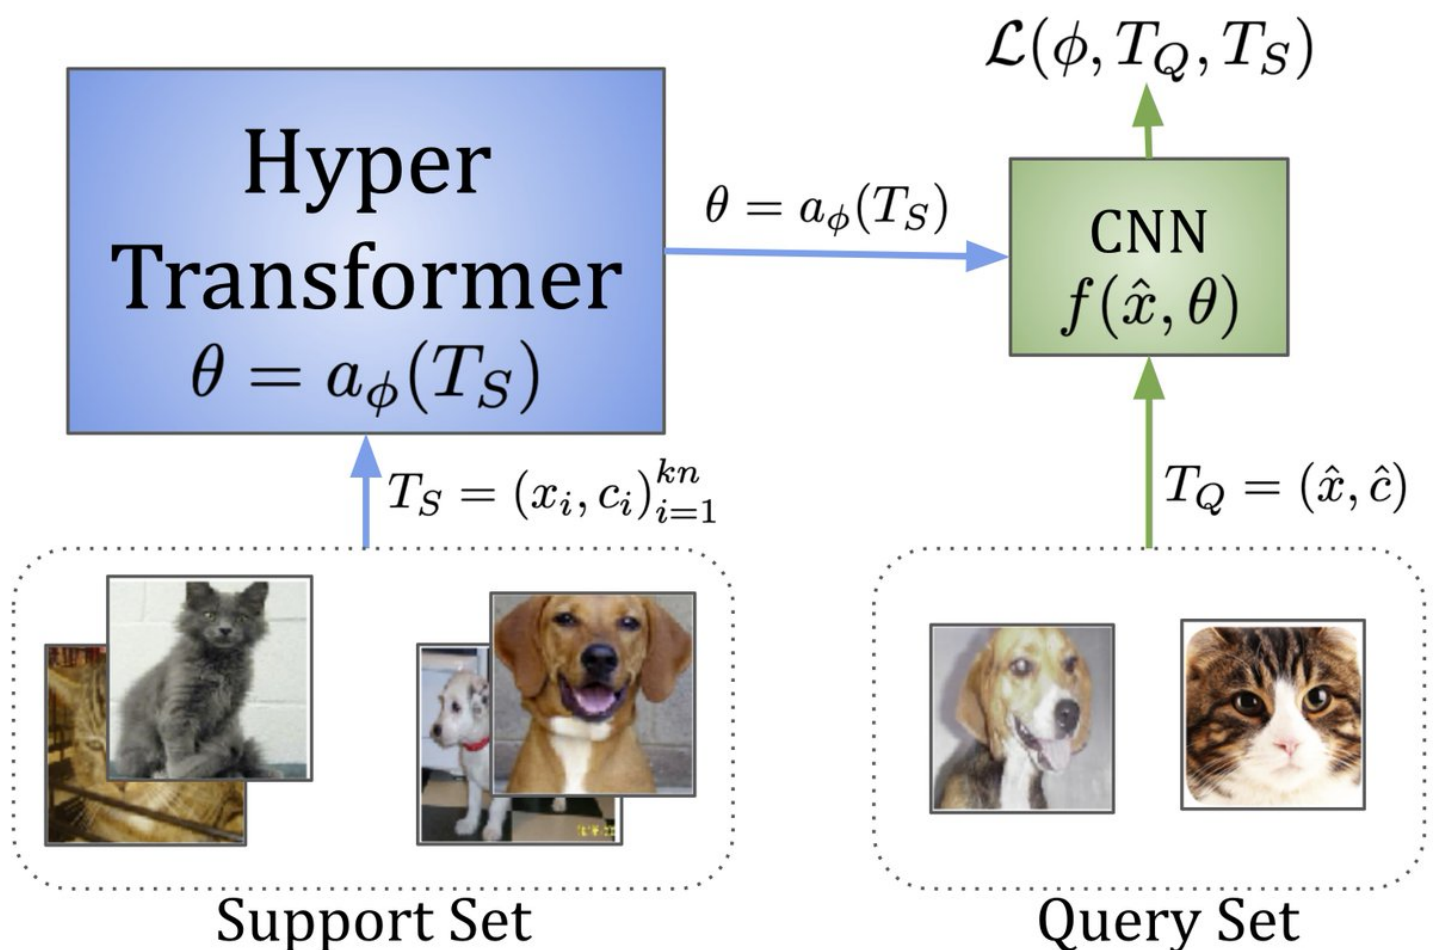 Hyper
Transformer
θ = a_ϕ(T_S)
θ = a_ϕ(T_S)
ℒ(ϕ, T_Q, T_S)
CNN
f(x̂, θ)
T_S = (x_i, c_i)_{i=1}^{kn}
T_Q = (x̂, ĉ)
Support Set
Query Set